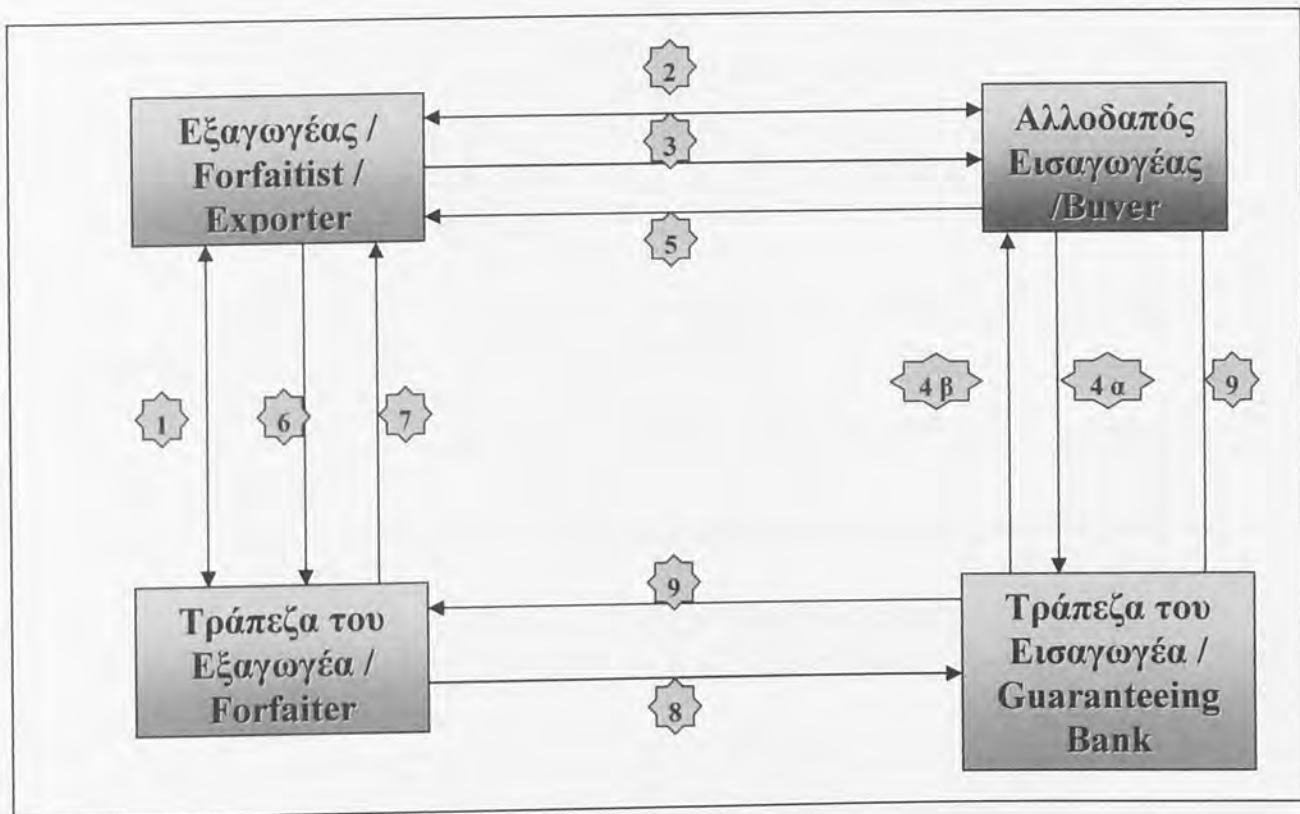 2
Εξαγωγέας /
Forfaitist /
Exporter
3
Αλλοδαπός
Εισαγωγέας
/Buyer
5
1
6
7
4 β
4 α
9
Τράπεζα του
Εξαγωγέα /
Forfaiter
9
8
Τράπεζα του
Εισαγωγέα /
Guaranteeing
Bank